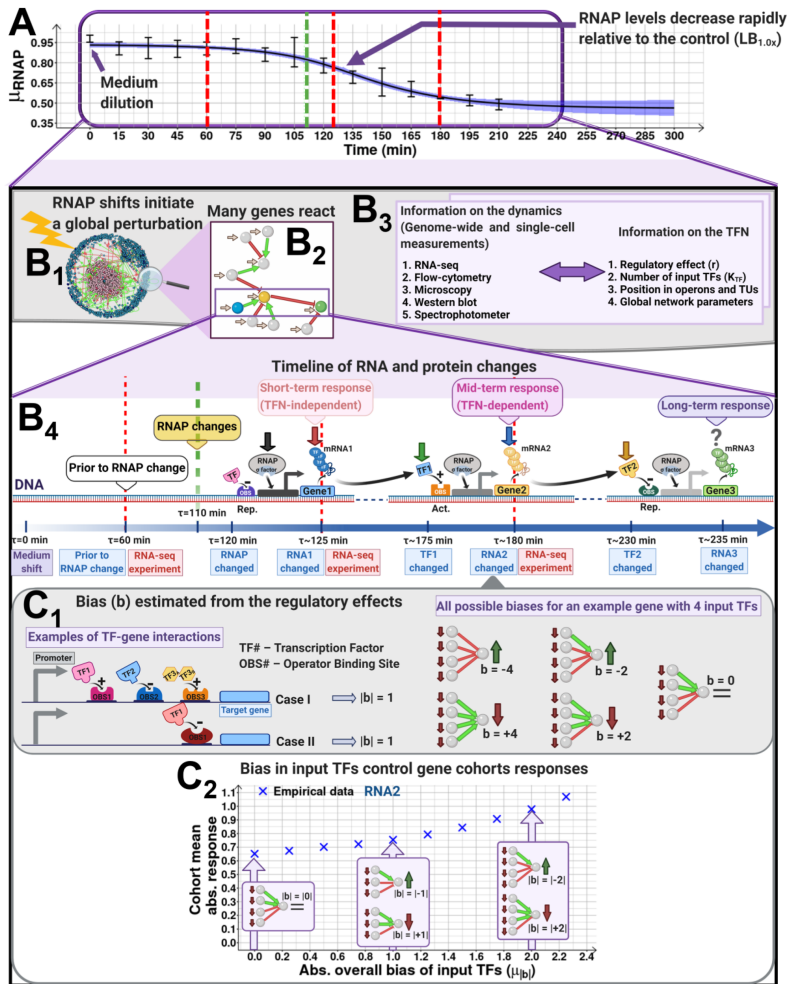 A
RNAP levels decrease rapidly
relative to the control (LB1.0x)
μRNAP
0.95
0.80
0.65
0.50
0.35
Medium
dilution
0 15 30 45 60 75 90 105 120 135 150 165 180 195 210 225 240 255 270 285 300
Time (min)
RNAP shifts initiate
a global perturbation
B1
Many genes react
B2
B3
Information on the dynamics
(Genome-wide and single-cell
measurements)
1. RNA-seq
2. Flow-cytometry
3. Microscopy
4. Western blot
5. Spectrophotometer
Information on the TFN
1. Regulatory effect (r)
2. Number of input TFs (KTF)
3. Position in operons and TUs
4. Global network parameters
Timeline of RNA and protein changes
B4
Short-term response
(TFN-independent)
Mid-term response
(TFN-dependent)
Long-term response
RNAP changes
Prior to RNAP change
?
mRNA1
mRNA2
mRNA3
TF
RNAP
σ factor
TF
TF
TF
TF1
RNAP
σ factor
TF2
RNAP
σ factor
DNA
OBS
Gene1
OBS
Gene2
OBS
Gene3
Rep.
Act.
Rep.
τ=110 min
τ=0 min
τ=60 min
τ=120 min
τ~125 min
τ~175 min
τ~180 min
τ~230 min
τ~235 min
Medium
shift
Prior to
RNAP change
RNA-seq
experiment
RNAP
changed
RNA1
changed
RNA-seq
experiment
TF1
changed
RNA2
changed
RNA-seq
experiment
TF2
changed
RNA3
changed
C1
Bias (b) estimated from the regulatory effects
All possible biases for an example gene with 4 input TFs
Examples of TF-gene interactions
TF# – Transcription Factor
OBS# – Operator Binding Site
Promoter
TF1
+
TF2
-
TF3A
TF3B
+
OBS1
OBS2
OBS3
Target gene
Case I
|b| = 1
TF1
-
OBS1
Case II
|b| = 1
b = -4
b = -2
b = 0
b = +4
b = +2
C2
Bias in input TFs control gene cohorts responses
Empirical data
RNA2
Cohort mean
abs. response
1.1
1.0
0.9
0.8
0.7
0.6
0.5
0.4
0.3
0.2
0.1
0.0
|b| = |0|
|b| = |-1|
|b| = |+1|
|b| = |-2|
|b| = |+2|
0.0 0.2 0.4 0.6 0.8 1.0 1.2 1.4 1.6 1.8 2.0 2.2 2.4
Abs. overall bias of input TFs (μ|b|)